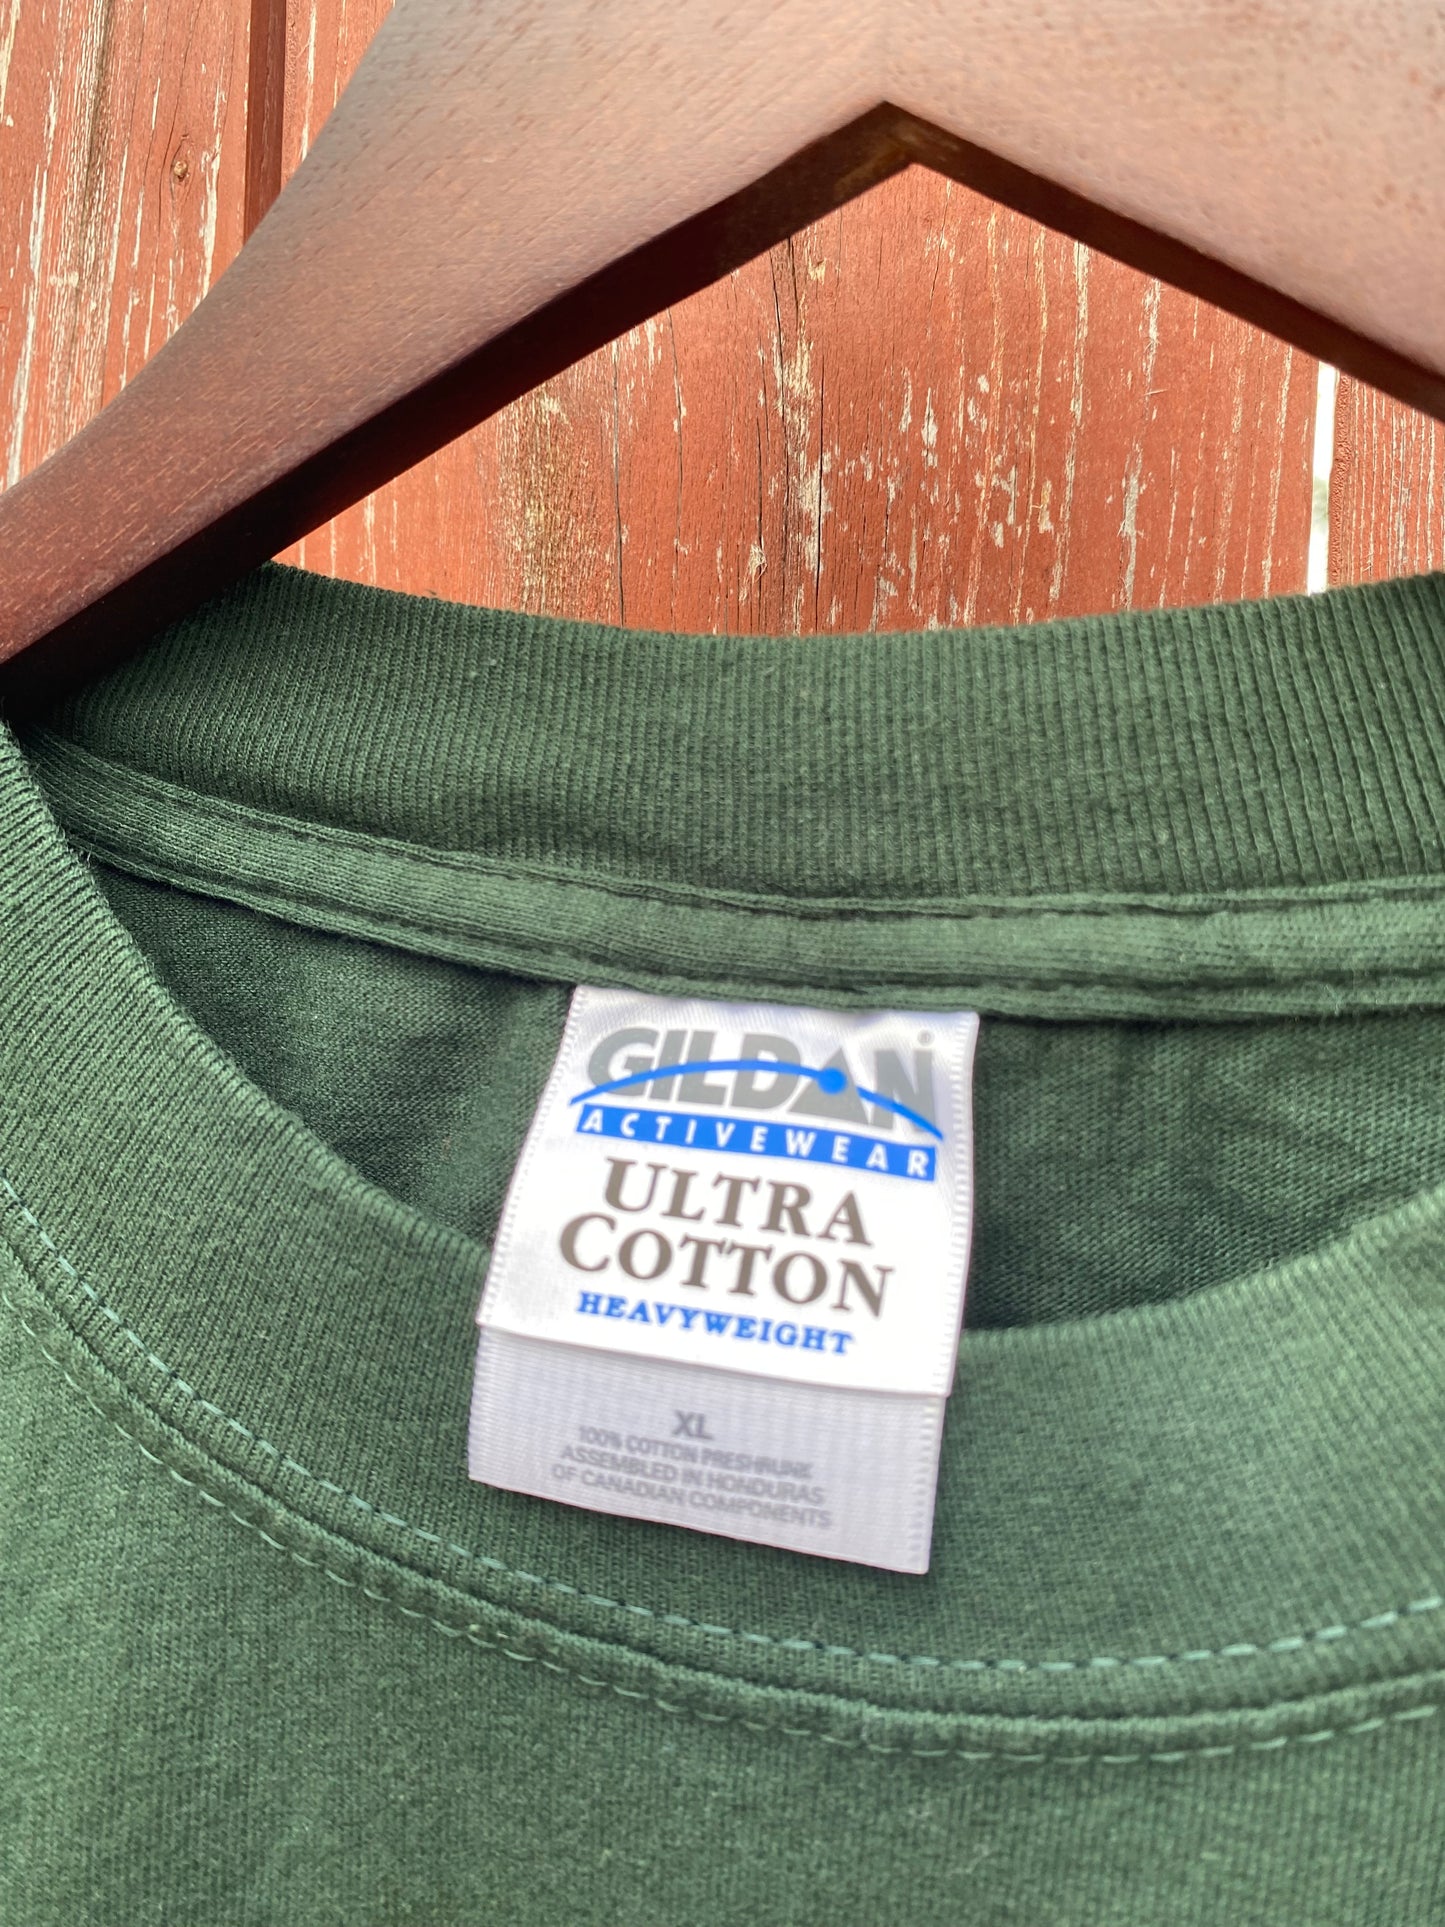 GILDAN®
ACTIVEWEAR
ULTRA
COTTON
HEAVYWEIGHT
XL
100% COTTON PRESHRUNK
ASSEMBLED IN HONDURAS
OF CANADIAN COMPONENTS